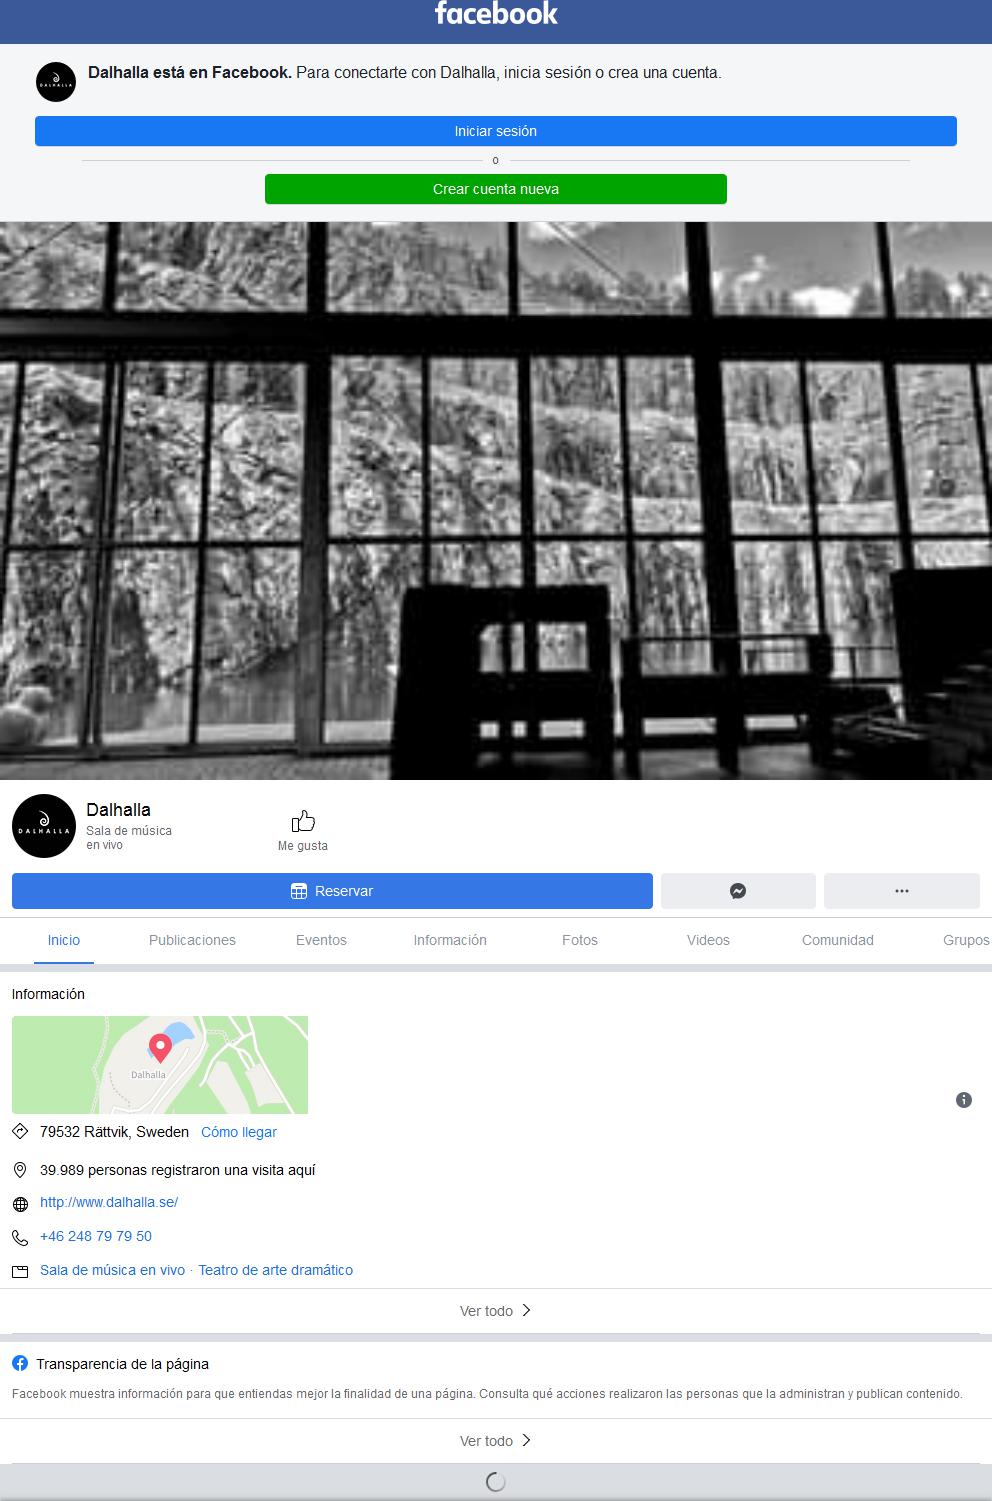 facebook
DALHALLA
Dalhalla está en Facebook. Para conectarte con Dalhalla, inicia sesión o crea una cuenta.
Iniciar sesión
o
Crear cuenta nueva
DALHALLA
Dalhalla
Sala de música
en vivo
Me gusta
Reservar
Inicio Publicaciones Eventos Información Fotos Videos Comunidad Grupos
Información
Dalhalla
79532 Rättvik, Sweden Cómo llegar
39.989 personas registraron una visita aquí
http://www.dalhalla.se/
+46 248 79 79 50
Sala de música en vivo · Teatro de arte dramático
Ver todo
Transparencia de la página
Facebook muestra información para que entiendas mejor la finalidad de una página. Consulta qué acciones realizaron las personas que la administran y publican contenido.
Ver todo